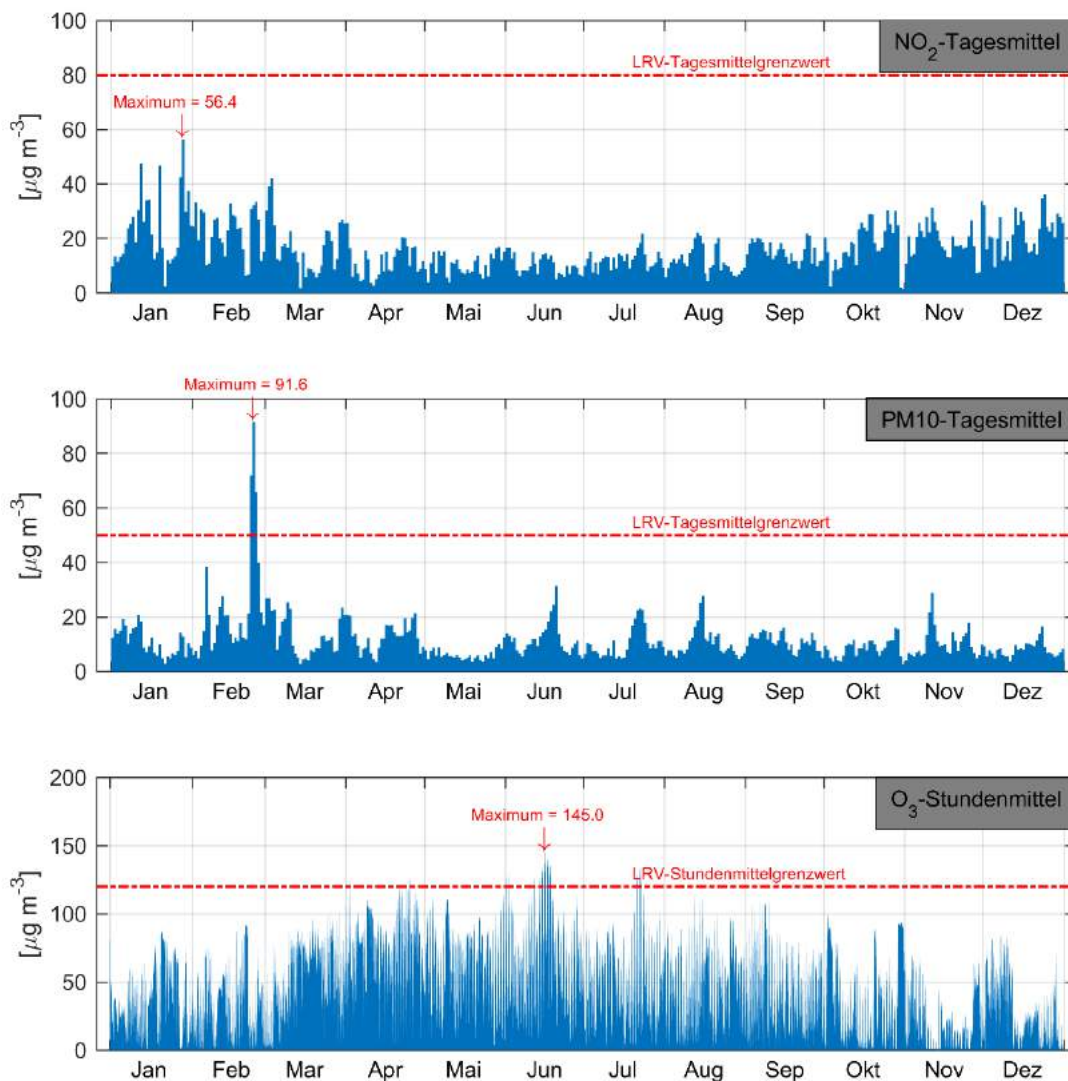 NO₂-Tagesmittel
100
80
60
40
20
0
[µg m⁻³]
LRV-Tagesmittelgrenzwert
Maximum = 56.4
Jan Feb Mar Apr Mai Jun Jul Aug Sep Okt Nov Dez
Maximum = 91.6
PM10-Tagesmittel
100
80
60
40
20
0
[µg m⁻³]
LRV-Tagesmittelgrenzwert
Jan Feb Mar Apr Mai Jun Jul Aug Sep Okt Nov Dez
O₃-Stundenmittel
200
150
100
50
0
[µg m⁻³]
Maximum = 145.0
LRV-Stundenmittelgrenzwert
Jan Feb Mar Apr Mai Jun Jul Aug Sep Okt Nov Dez